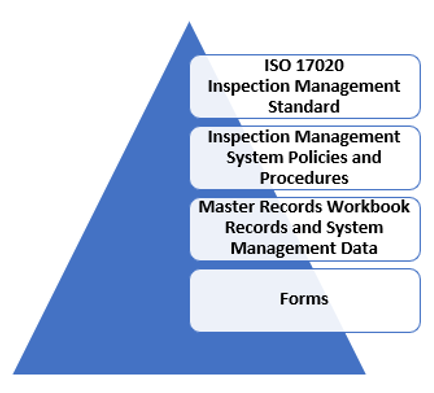 ISO 17020
Inspection Management
Standard
Inspection Management
System Policies and
Procedures
Master Records Workbook
Records and System
Management Data
Forms